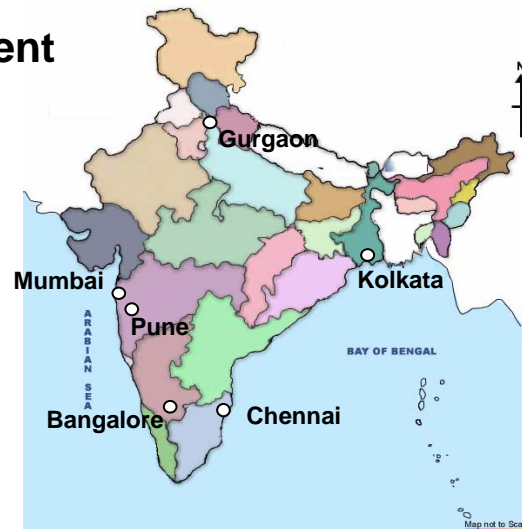 ent
N
Gurgaon
Mumbai
Kolkata
Pune
ARABIAN SEA
BAY OF BENGAL
Bangalore
Chennai
Map not to Sca